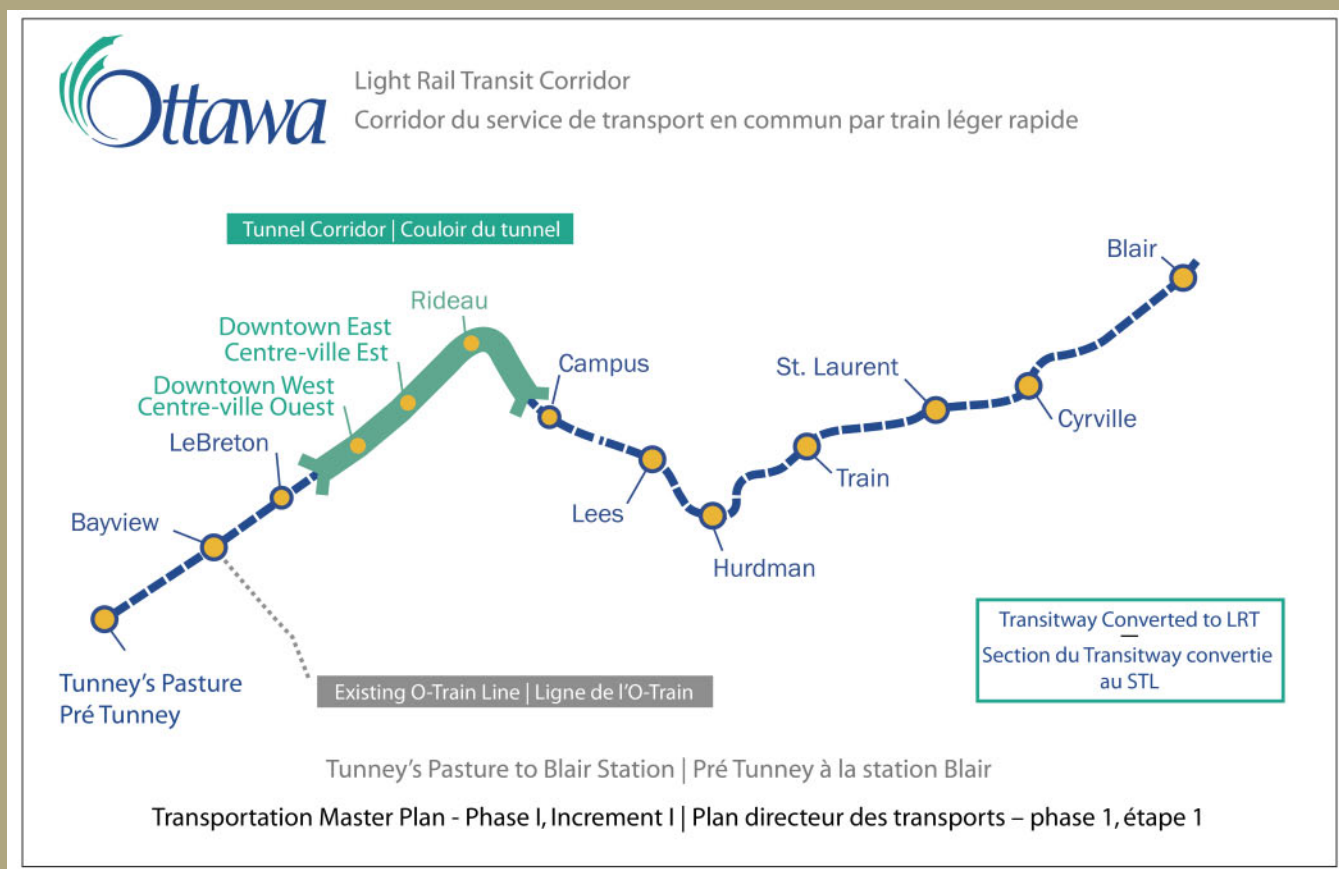 Ottawa
Light Rail Transit Corridor
Corridor du service de transport en commun par train léger rapide
Tunnel Corridor | Couloir du tunnel
Blair
Rideau
Downtown East
Centre-ville Est
Campus
St. Laurent
Downtown West
Centre-ville Ouest
Cyrville
LeBreton
Train
Lees
Bayview
Hurdman
Transitway Converted to LRT
—
Section du Transitway convertie
au STL
Tunney's Pasture
Pré Tunney
Existing O-Train Line | Ligne de l'O-Train
Tunney's Pasture to Blair Station | Pré Tunney à la station Blair
Transportation Master Plan - Phase I, Increment I | Plan directeur des transports – phase 1, étape 1